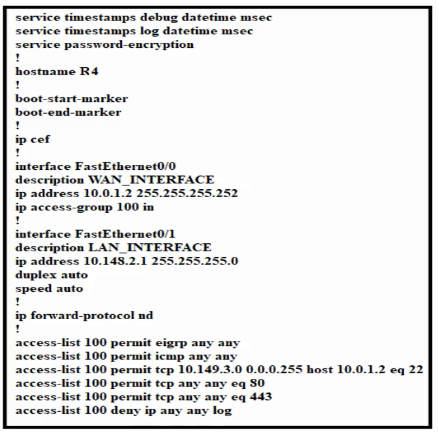 service timestamps debug datetime msec
service timestamps log datetime msec
service password-encryption
!
hostname R4
!
boot-start-marker
boot-end-marker
!
ip cef
!
interface FastEthernet0/0
description WAN_INTERFACE
ip address 10.0.1.2 255.255.255.252
ip access-group 100 in
!
interface FastEthernet0/1
description LAN_INTERFACE
ip address 10.148.2.1 255.255.255.0
duplex auto
speed auto
!
ip forward-protocol nd
!
access-list 100 permit eigrp any any
access-list 100 permit icmp any any
access-list 100 permit tcp 10.149.3.0 0.0.0.255 host 10.0.1.2 eq 22
access-list 100 permit tcp any any eq 80
access-list 100 permit tcp any any eq 443
access-list 100 deny ip any any log